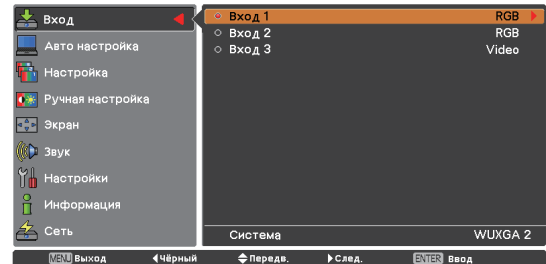 Вход
Авто настройка
Настройка
Ручная настройка
Экран
Звук
Настройки
Информация
Сеть
Вход 1 RGB
Вход 2 RGB
Вход 3 Video
Система WUXGA 2
MENU Выход Чёрный Передв. След. ENTER Ввод